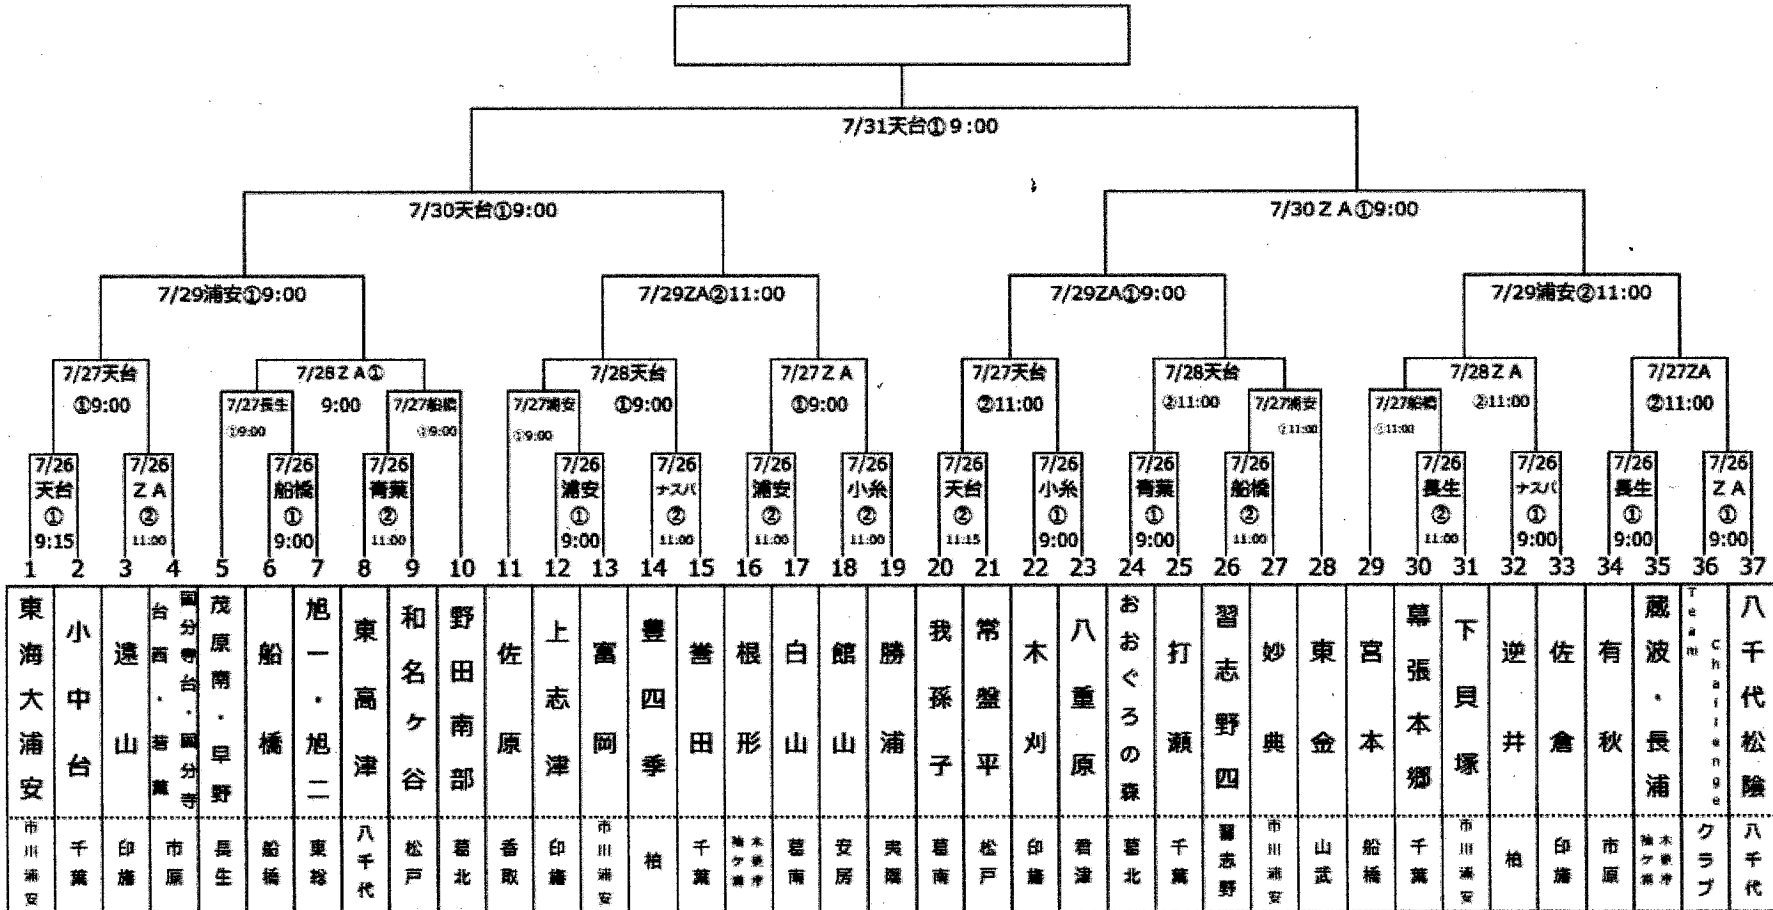 7/31天台①9:00
7/30天台①9:00
7/30ZA①9:00
7/29浦安①9:00
7/29ZA②11:00
7/29ZA①9:00
7/29浦安②11:00
7/27天台
①9:00
7/28ZA①
9:00
7/28天台
①9:00
7/27ZA
①9:00
7/27天台
②11:00
7/28天台
②11:00
7/28ZA
②11:00
7/27ZA
②11:00
7/27長生
①9:00
7/27船橋
①9:00
7/27浦安
①9:00
7/27浦安
②11:00
7/27船橋
②11:00
7/26
天台
①
9:15
7/26
ZA
②
11:00
7/26
船橋
①
9:00
7/26
青葉
②
11:00
7/26
浦安
①
9:00
7/26
ナスパ
②
11:00
7/26
浦安
②
11:00
7/26
小糸
②
11:00
7/26
天台
②
11:15
7/26
小糸
①
9:00
7/26
青葉
①
9:00
7/26
船橋
②
11:00
7/26
長生
②
11:00
7/26
ナスパ
①
9:00
7/26
長生
①
9:00
7/26
ZA
①
9:00
1 2 3 4 5 6 7 8 9 10 11 12 13 14 15 16 17 18 19 20 21 22 23 24 25 26 27 28 29 30 31 32 33 34 35 36 37
東海大浦安
小中台
遠山
国分寺台・国分寺
台西・若葉
茂原南・早野
船橋
旭一・旭二
東高津
和名ケ谷
野田南部
佐原
上志津
富岡
豊四季
誉田
根形
白山
館山
勝浦
我孫子
常盤平
木刈
八重原
おおぐろの森
打瀬
習志野四
妙典
東金
宮本
幕張本郷
下貝塚
逆井
佐倉
有秋
蔵波・長浦
Team
Challenge
八千代松陰
市川浦安
千葉
印旛
市原
長生
船橋
東総
八千代
松戸
葛北
香取
印旛
市川浦安
柏
千葉
木更津
袖ケ浦
葛南
安房
夷隅
葛南
松戸
印旛
君津
葛北
千葉
習志野
市川浦安
山武
船橋
千葉
市川浦安
柏
印旛
市原
木更津
袖ケ浦
クラブ
八千代